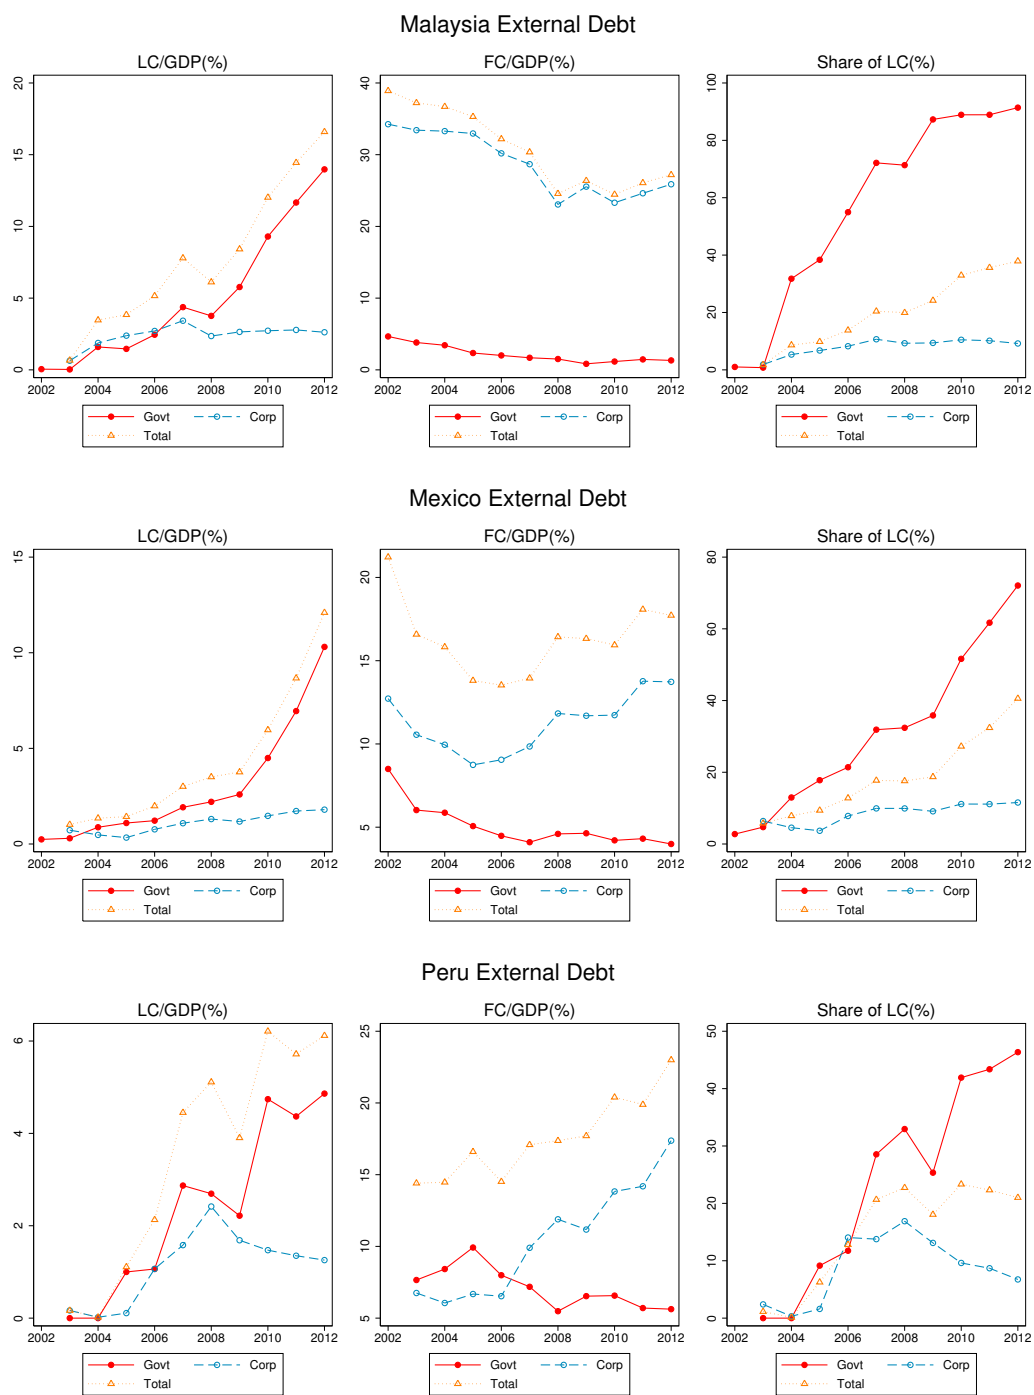 Malaysia External Debt
LC/GDP(%)
20
15
10
5
0
2002 2004 2006 2008 2010 2012
Govt Corp
Total
FC/GDP(%)
40
30
20
10
0
2002 2004 2006 2008 2010 2012
Govt Corp
Total
Share of LC(%)
100
80
60
40
20
0
2002 2004 2006 2008 2010 2012
Govt Corp
Total
Mexico External Debt
LC/GDP(%)
15
10
5
0
2002 2004 2006 2008 2010 2012
Govt Corp
Total
FC/GDP(%)
20
15
10
5
2002 2004 2006 2008 2010 2012
Govt Corp
Total
Share of LC(%)
80
60
40
20
0
2002 2004 2006 2008 2010 2012
Govt Corp
Total
Peru External Debt
LC/GDP(%)
6
4
2
0
2002 2004 2006 2008 2010 2012
Govt Corp
Total
FC/GDP(%)
25
20
15
10
5
2002 2004 2006 2008 2010 2012
Govt Corp
Total
Share of LC(%)
50
40
30
20
10
0
2002 2004 2006 2008 2010 2012
Govt Corp
Total